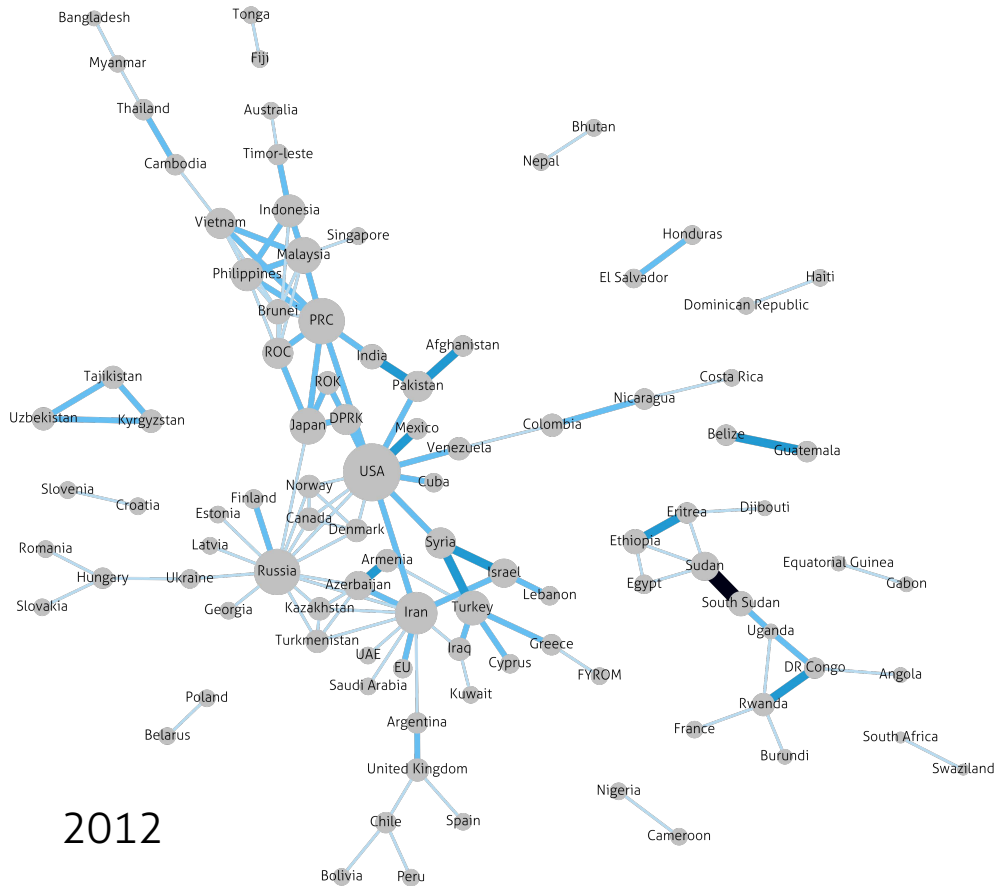 Bangladesh
Tonga
Myanmar
Fiji
Thailand
Australia
Bhutan
Cambodia
Timor-leste
Nepal
Vietnam
Indonesia
Singapore
Honduras
Malaysia
Philippines
El Salvador
Haiti
Brunei
PRC
Dominican Republic
ROC
India
Afghanistan
Tajikistan
ROK
Pakistan
Costa Rica
Nicaragua
Uzbekistan
Kyrgyzstan
Japan
DPRK
Mexico
Colombia
Belize
Venezuela
Guatemala
USA
Cuba
Slovenia
Croatia
Finland
Norway
Estonia
Canada
Denmark
Eritrea
Djibouti
Romania
Latvia
Syria
Ethiopia
Armenia
Sudan
Equatorial Guinea
Hungary
Ukraine
Russia
Azerbaijan
Israel
Egypt
Gabon
Slovakia
Georgia
Kazakhstan
Iran
Turkey
Lebanon
South Sudan
Turkmenistan
Uganda
UAE
EU
Iraq
Greece
DR Congo
Saudi Arabia
Kuwait
Cyprus
FYROM
Angola
Poland
Rwanda
Belarus
Argentina
France
Burundi
South Africa
United Kingdom
Swaziland
Nigeria
2012
Chile
Spain
Cameroon
Bolivia
Peru